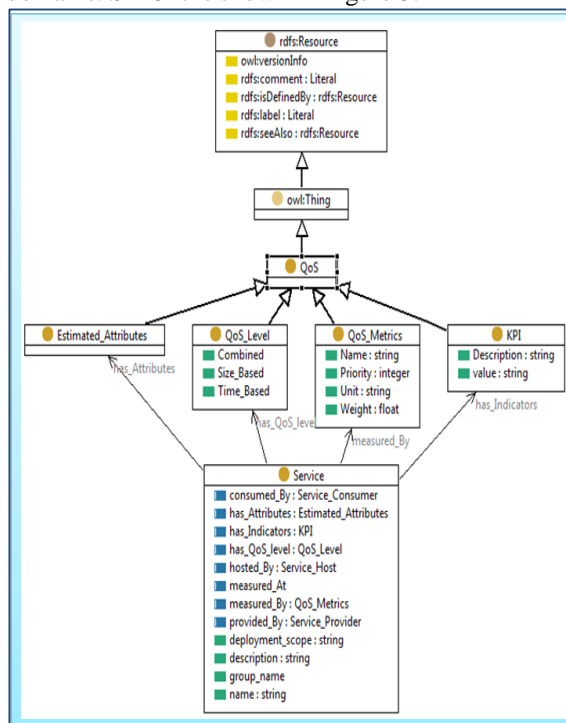 rdfs:Resource
owl:versionInfo
rdfs:comment : Literal
rdfs:isDefinedBy : rdfs:Resource
rdfs:label : Literal
rdfs:seeAlso : rdfs:Resource
owl:Thing
QoS
Estimated_Attributes
QoS_Level
Combined
Size_Based
Time_Based
QoS_Metrics
Name : string
Priority : integer
Unit : string
Weight : float
KPI
Description : string
value : string
has_Attributes
has_QoS_level
measured_By
has_Indicators
Service
consumed_By : Service_Consumer
has_Attributes : Estimated_Attributes
has_Indicators : KPI
has_QoS_level : QoS_Level
hosted_By : Service_Host
measured_At
measured_By : QoS_Metrics
provided_By : Service_Provider
deployment_scope : string
description : string
group_name
name : string